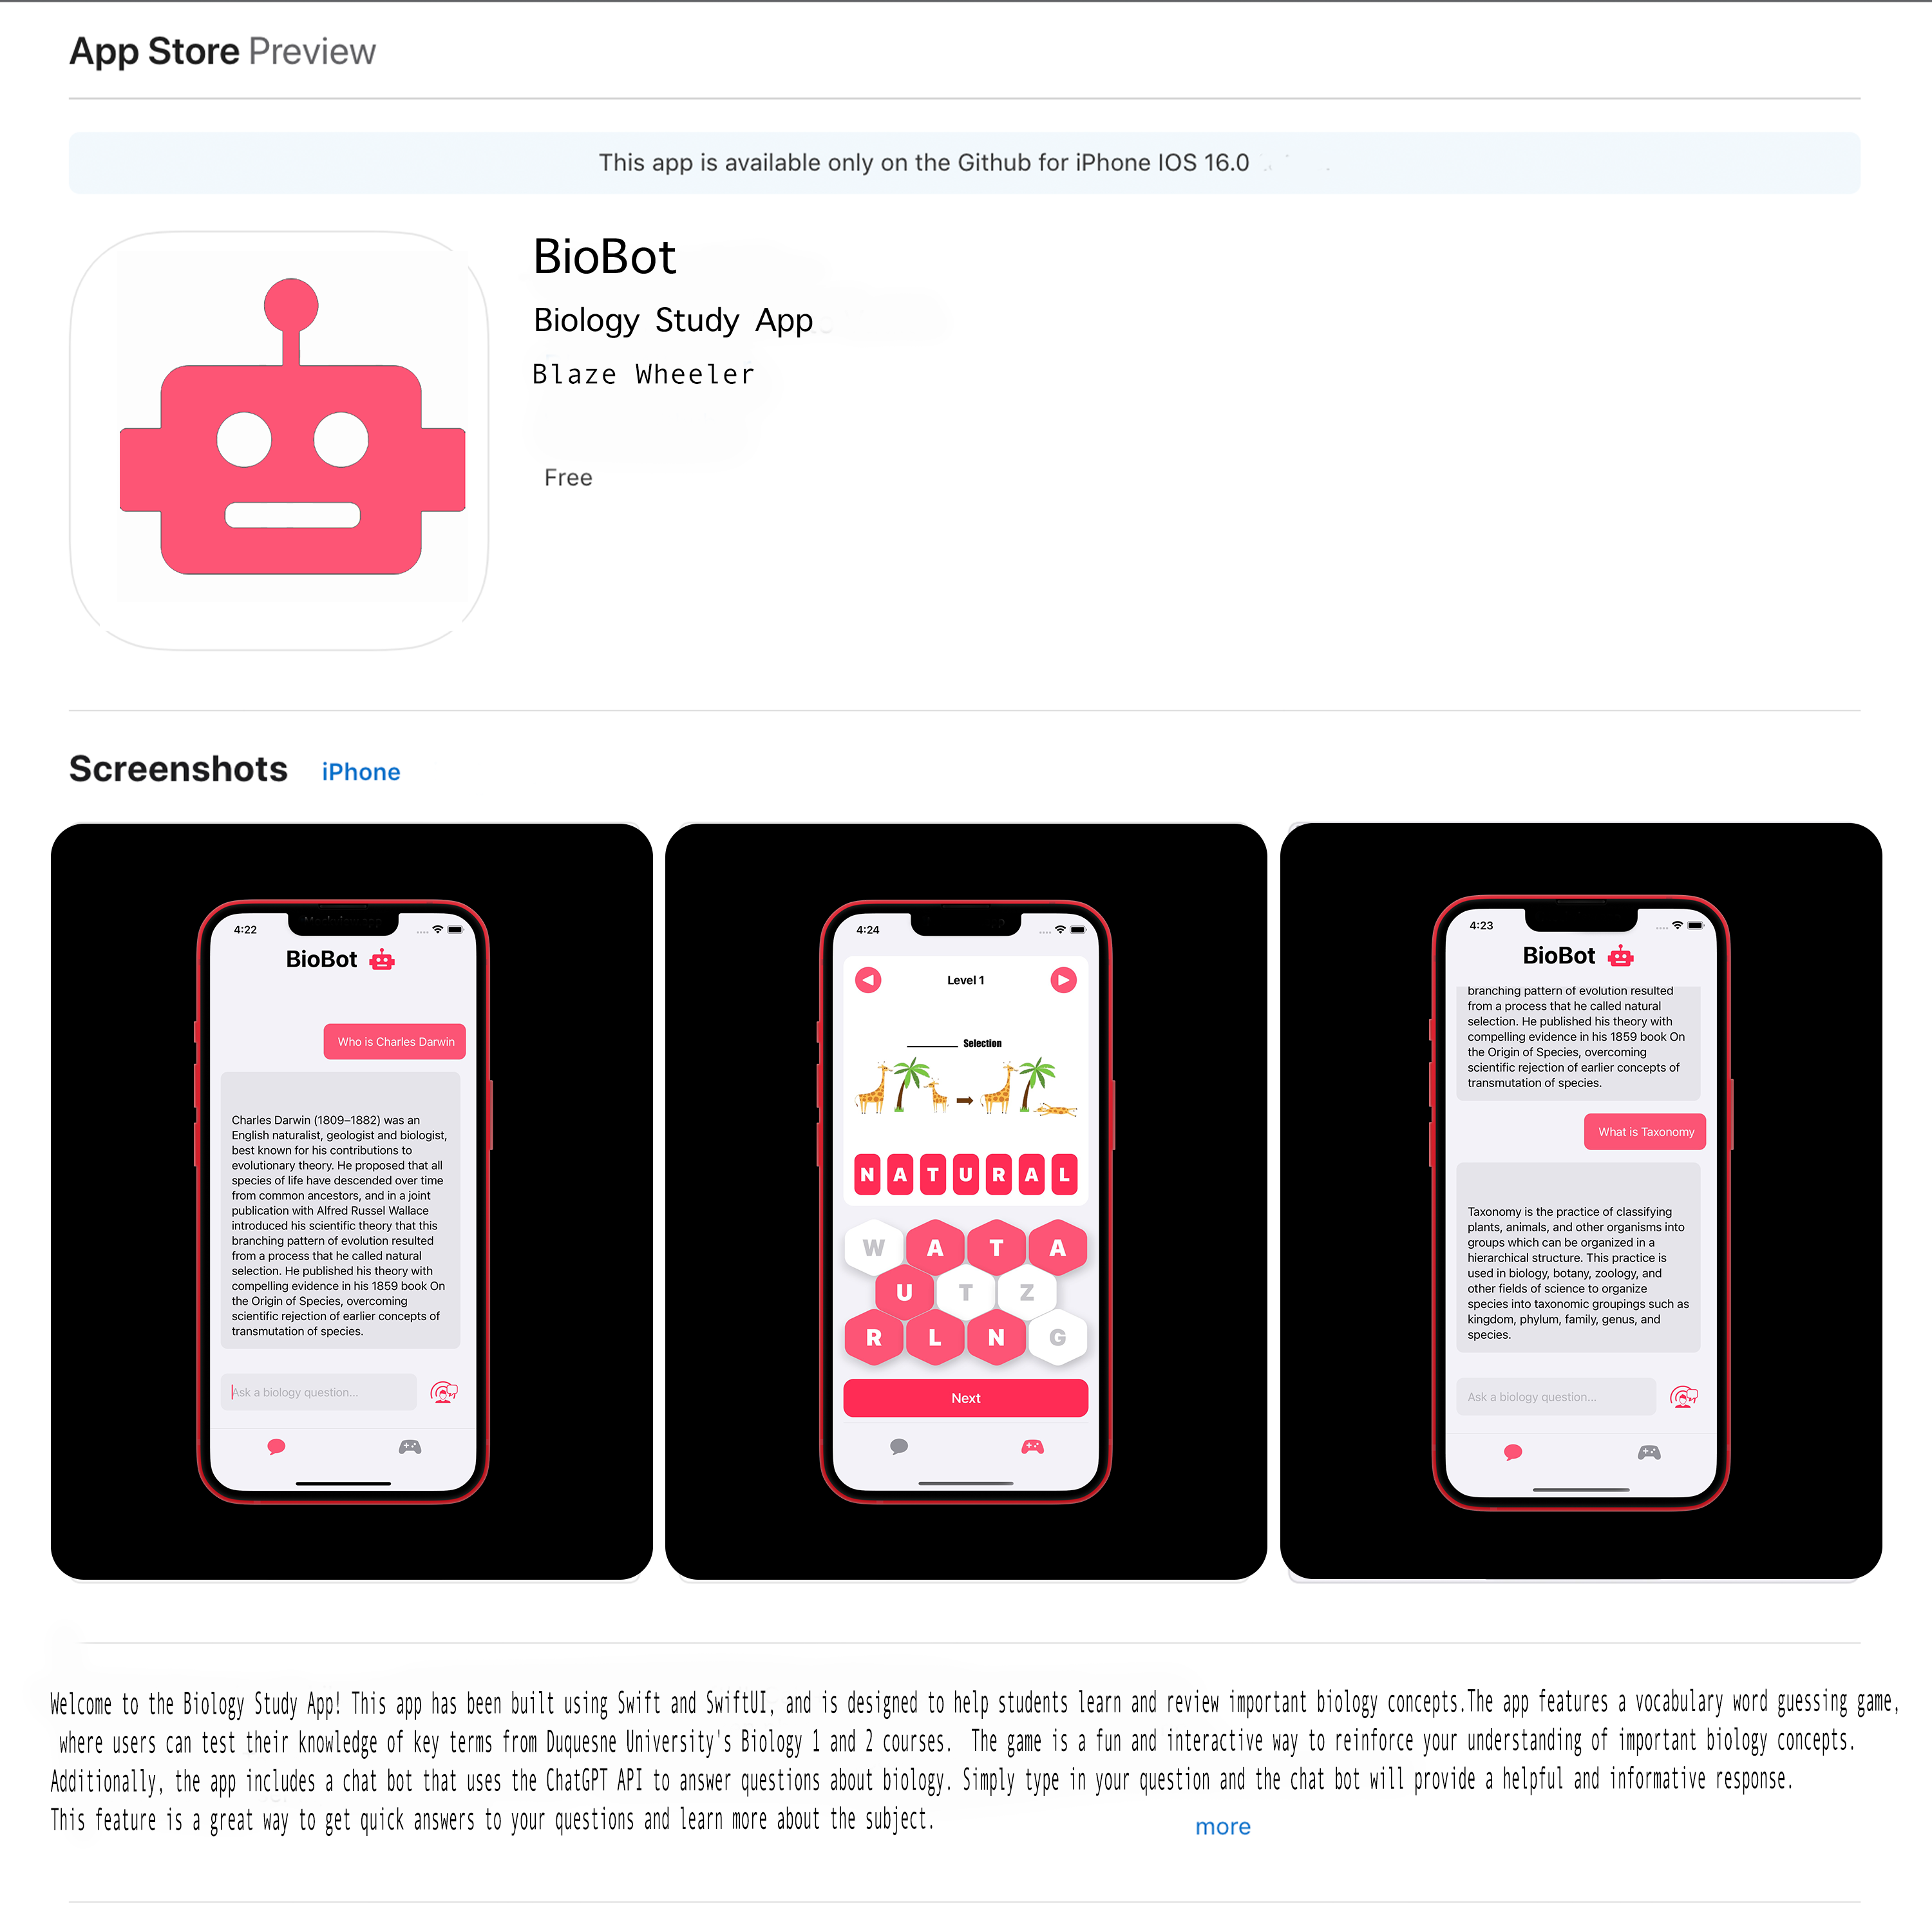 App Store Preview
This app is available only on the Github for iPhone IOS 16.0
BioBot
Biology Study App
Blaze Wheeler
Free
Screenshots iPhone
4:22
BioBot
Who is Charles Darwin
Charles Darwin (1809–1882) was an
English naturalist, geologist and biologist,
best known for his contributions to
evolutionary theory. He proposed that all
species of life have descended over time
from common ancestors, and in a joint
publication with Alfred Russel Wallace
introduced his scientific theory that this
branching pattern of evolution resulted
from a process that he called natural
selection. He published his theory with
compelling evidence in his 1859 book On
the Origin of Species, overcoming
scientific rejection of earlier concepts of
transmutation of species.
Ask a biology question...
4:24
Level 1
________ Selection
N A T U R A L
W A T A
U T Z
R L N G
Next
4:23
BioBot
branching pattern of evolution resulted
from a process that he called natural
selection. He published his theory with
compelling evidence in his 1859 book On
the Origin of Species, overcoming
scientific rejection of earlier concepts of
transmutation of species.
What is Taxonomy
Taxonomy is the practice of classifying
plants, animals, and other organisms into
groups which can be organized in a
hierarchical structure. This practice is
used in biology, botany, zoology, and
other fields of science to organize
species into taxonomic groupings such as
kingdom, phylum, family, genus, and
species.
Ask a biology question...
Welcome to the Biology Study App! This app has been built using Swift and SwiftUI, and is designed to help students learn and review important biology concepts.The app features a vocabulary word guessing game,
where users can test their knowledge of key terms from Duquesne University's Biology 1 and 2 courses. The game is a fun and interactive way to reinforce your understanding of important biology concepts.
Additionally, the app includes a chat bot that uses the ChatGPT API to answer questions about biology. Simply type in your question and the chat bot will provide a helpful and informative response.
This feature is a great way to get quick answers to your questions and learn more about the subject.
more